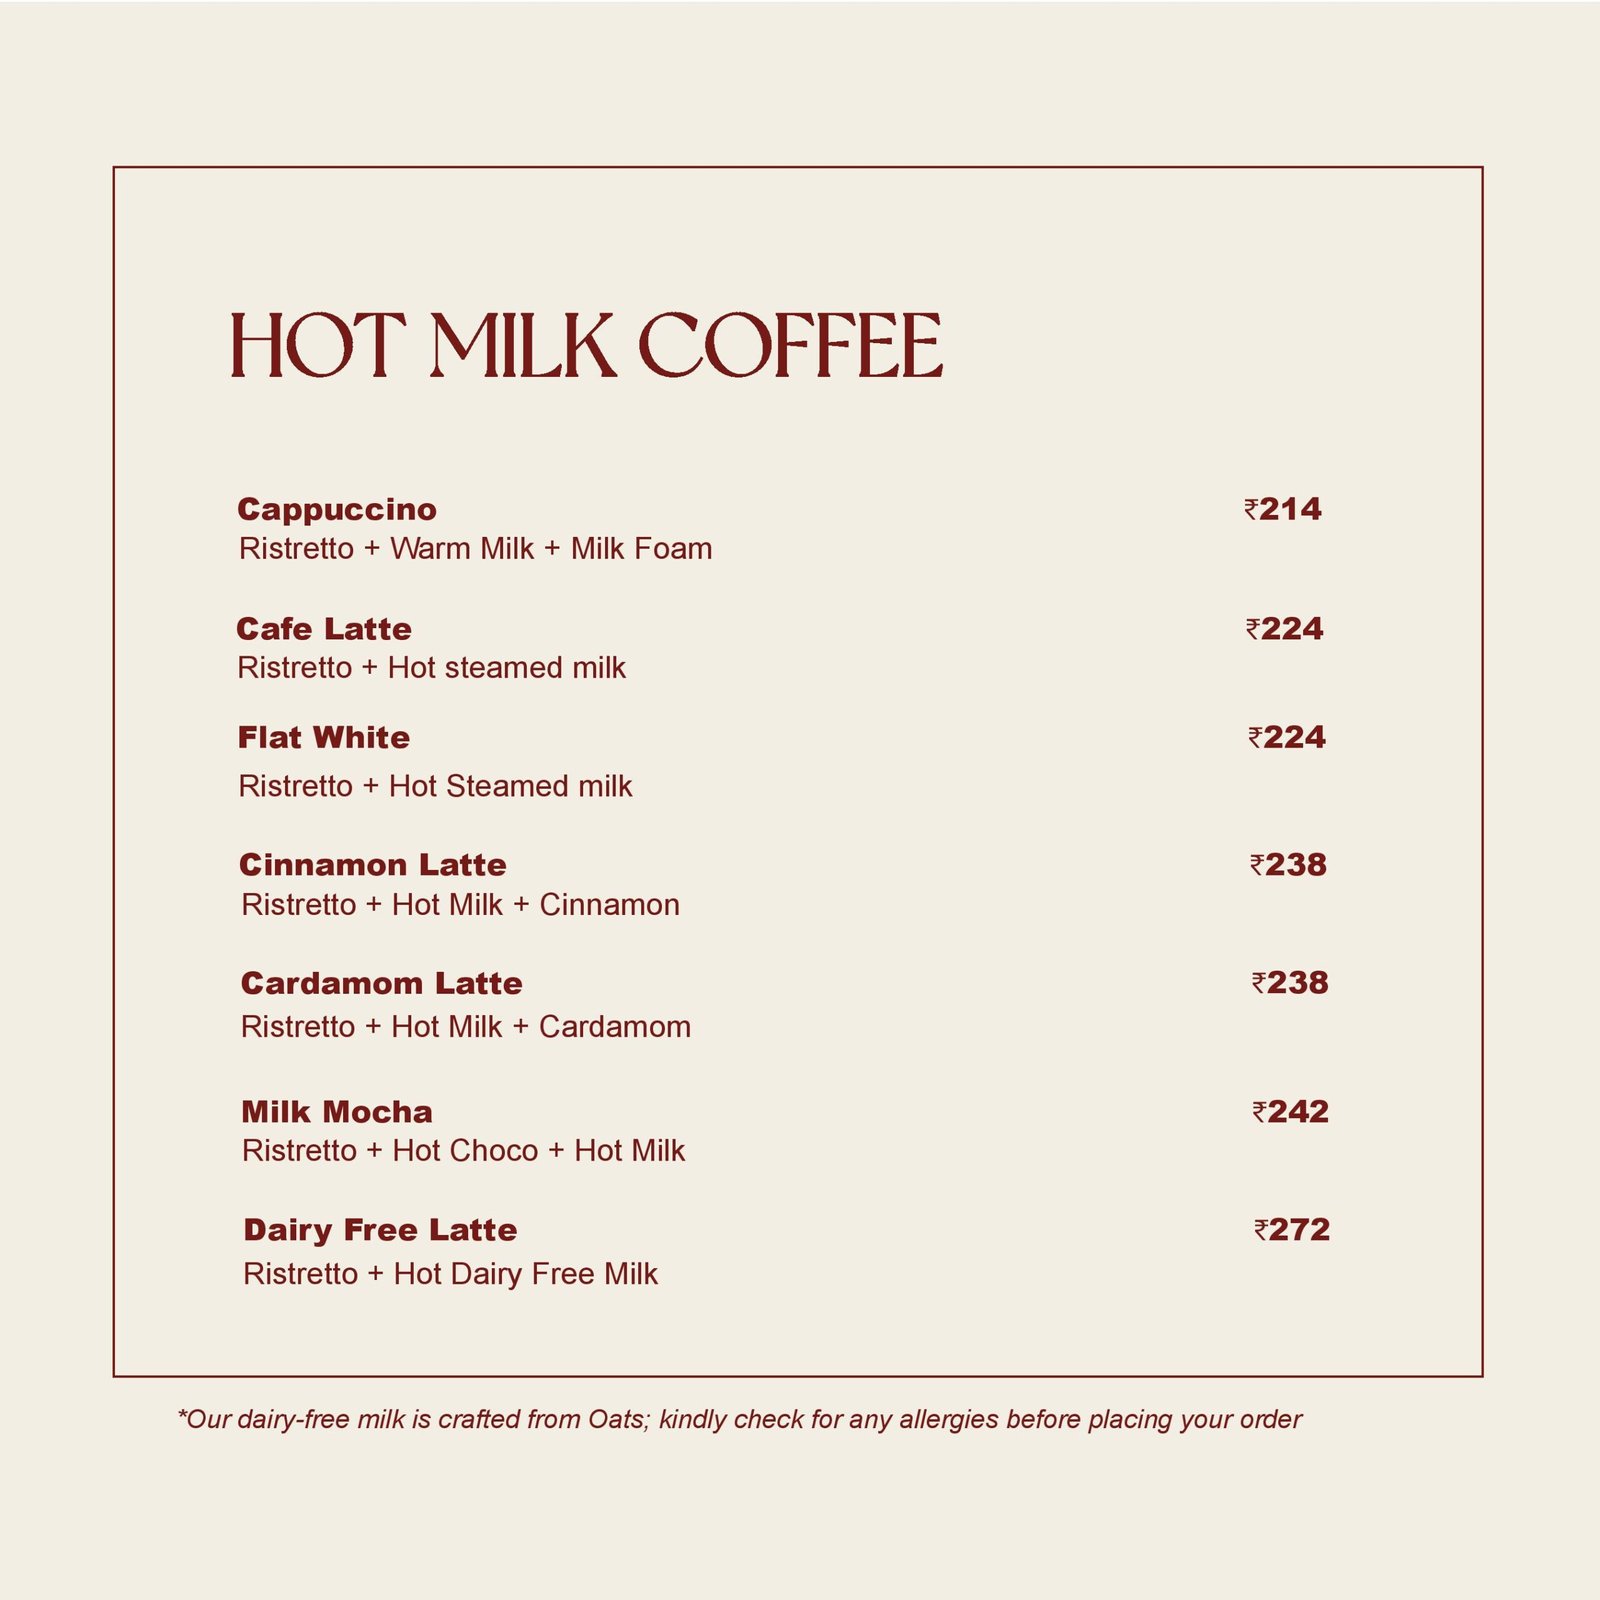 HOT MILK COFFEE
Cappuccino ₹214
Ristretto + Warm Milk + Milk Foam
Cafe Latte ₹224
Ristretto + Hot steamed milk
Flat White ₹224
Ristretto + Hot Steamed milk
Cinnamon Latte ₹238
Ristretto + Hot Milk + Cinnamon
Cardamom Latte ₹238
Ristretto + Hot Milk + Cardamom
Milk Mocha ₹242
Ristretto + Hot Choco + Hot Milk
Dairy Free Latte ₹272
Ristretto + Hot Dairy Free Milk
*Our dairy-free milk is crafted from Oats; kindly check for any allergies before placing your order